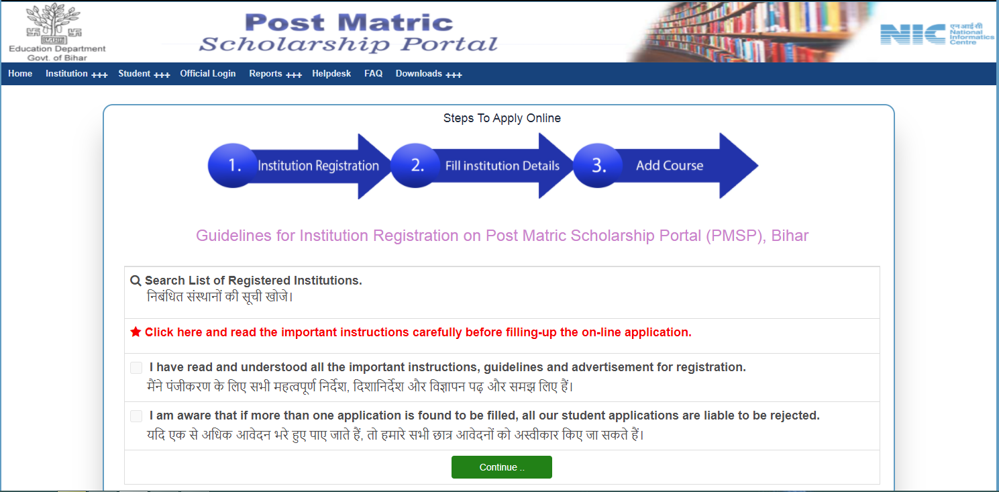 Education Department
Govt. of Bihar
Post Matric
Scholarship Portal
NIC
एन आई सी
National
Informatics
Centre
Home Institution +++ Student +++ Official Login Reports +++ Helpdesk FAQ Downloads +++
Steps To Apply Online
1. Institution Registration 2. Fill institution Details 3. Add Course
Guidelines for Institution Registration on Post Matric Scholarship Portal (PMSP), Bihar
Search List of Registered Institutions.
निबंधित संस्थानों की सूची खोजे।
Click here and read the important instructions carefully before filling-up the on-line application.
I have read and understood all the important instructions, guidelines and advertisement for registration.
मैंने पंजीकरण के लिए सभी महत्वपूर्ण निर्देश, दिशानिर्देश और विज्ञापन पढ़ और समझ लिए हैं।
I am aware that if more than one application is found to be filled, all our student applications are liable to be rejected.
यदि एक से अधिक आवेदन भरे हुए पाए जाते हैं, तो हमारे सभी छात्र आवेदनों को अस्वीकार किए जा सकते हैं।
Continue ..